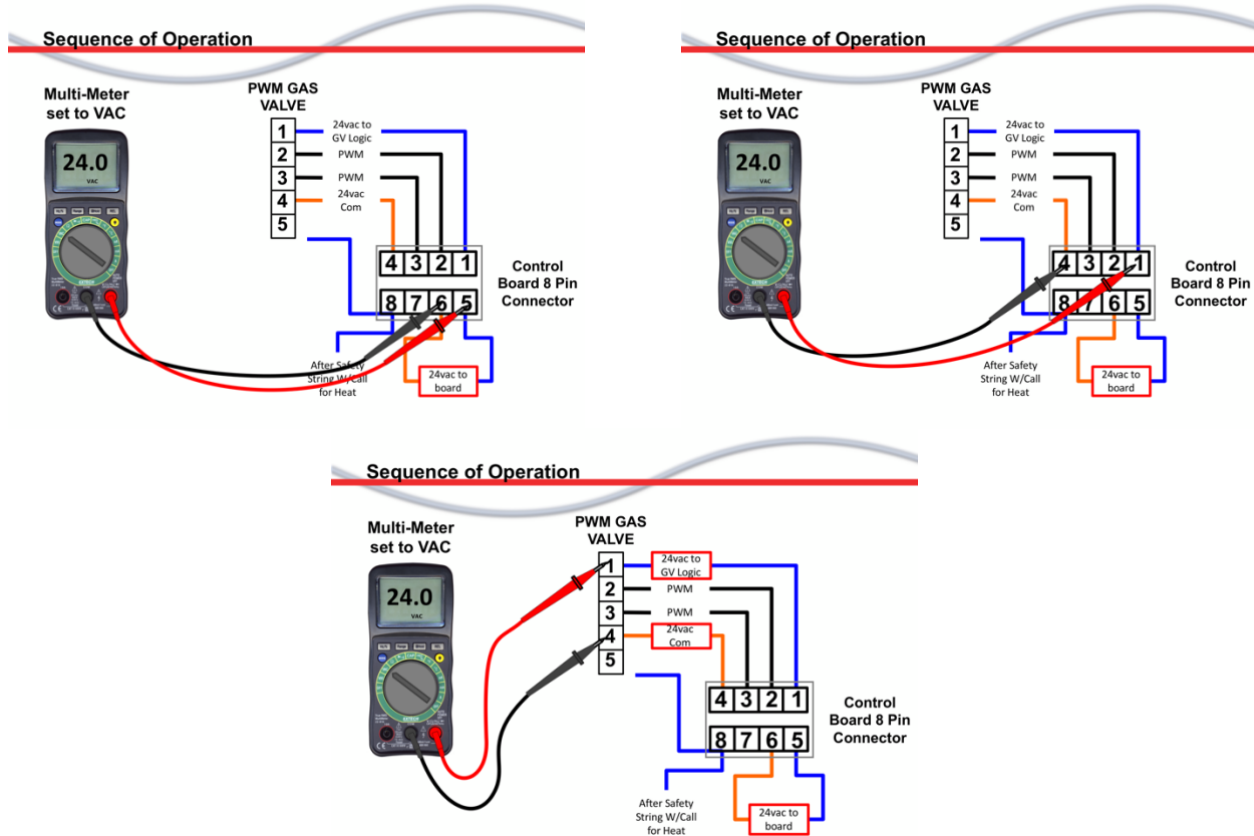 Sequence of Operation
Multi-Meter
set to VAC
24.0
VAC
PWM GAS
VALVE
1
2
3
4
5
24vac to
GV Logic
PWM
PWM
24vac
Com
4 3 2 1
8 7 6 5
Control
Board 8 Pin
Connector
After Safety
String W/Call
for Heat
24vac to
board
Sequence of Operation
Multi-Meter
set to VAC
24.0
VAC
PWM GAS
VALVE
1
2
3
4
5
24vac to
GV Logic
PWM
PWM
24vac
Com
4 3 2 1
8 7 6 5
Control
Board 8 Pin
Connector
After Safety
String W/Call
for Heat
24vac to
board
Sequence of Operation
Multi-Meter
set to VAC
24.0
VAC
PWM GAS
VALVE
1
2
3
4
5
24vac to
GV Logic
PWM
PWM
24vac
Com
4 3 2 1
8 7 6 5
Control
Board 8 Pin
Connector
After Safety
String W/Call
for Heat
24vac to
board